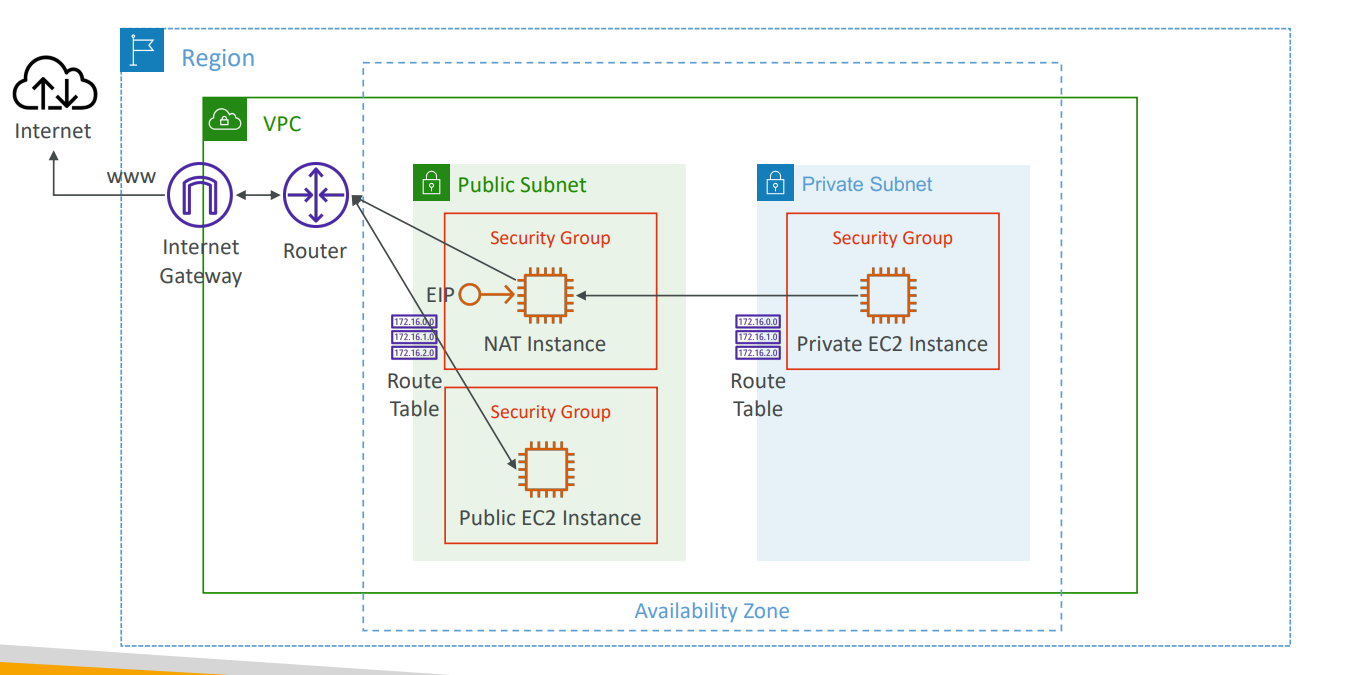 Region
Internet
VPC
www
Internet
Gateway
Router
Public Subnet
Security Group
EIP
NAT Instance
172.16.0.0
172.16.1.0
172.16.2.0
Route
Table
Security Group
Public EC2 Instance
Private Subnet
Security Group
Private EC2 Instance
172.16.0.0
172.16.1.0
172.16.2.0
Route
Table
Availability Zone